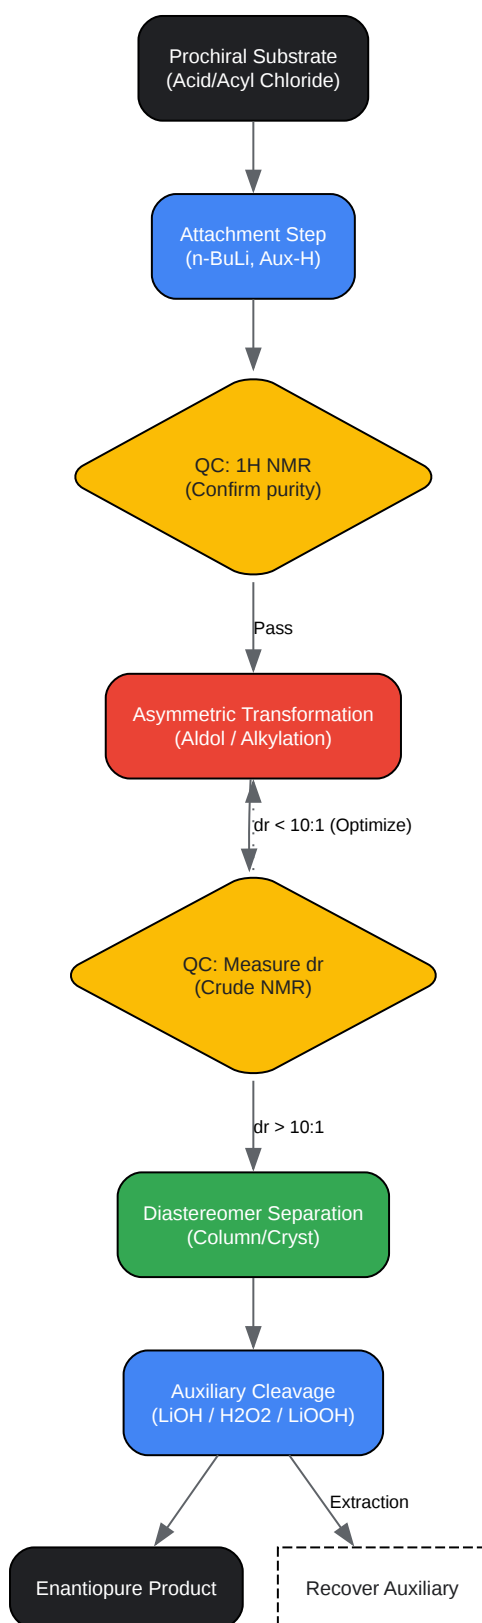 Prochiral Substrate
(Acid/Acyl Chloride)
Attachment Step
(n-BuLi, Aux-H)
QC: 1H NMR
(Confirm purity)
Pass
Asymmetric Transformation
(Aldol / Alkylation)
dr < 10:1 (Optimize)
QC: Measure dr
(Crude NMR)
dr > 10:1
Diastereomer Separation
(Column/Cryst)
Auxiliary Cleavage
(LiOH / H2O2 / LiOOH)
Extraction
Enantiopure Product
Recover Auxiliary